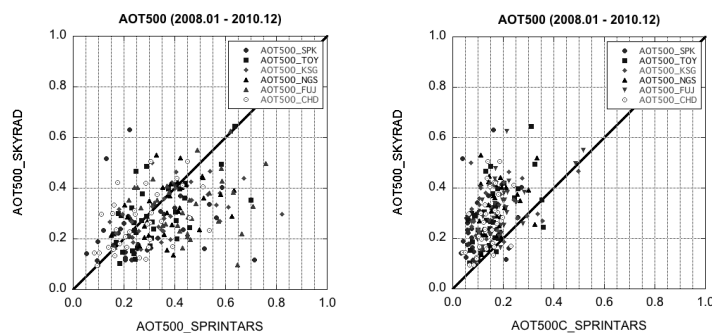 AOT500 (2008.01 - 2010.12)
AOT500_SPK
AOT500_TOY
AOT500_KSG
AOT500_NGS
AOT500_FUJ
AOT500_CHD
AOT500_SKYRAD
1.0
0.8
0.6
0.4
0.2
0.0
0.0 0.2 0.4 0.6 0.8 1.0
AOT500_SPRINTARS
AOT500 (2008.01 - 2010.12)
AOT500_SPK
AOT500_TOY
AOT500_KSG
AOT500_NGS
AOT500_FUJ
AOT500_CHD
AOT500_SKYRAD
1.0
0.8
0.6
0.4
0.2
0.0
0.0 0.2 0.4 0.6 0.8 1.0
AOT500C_SPRINTARS